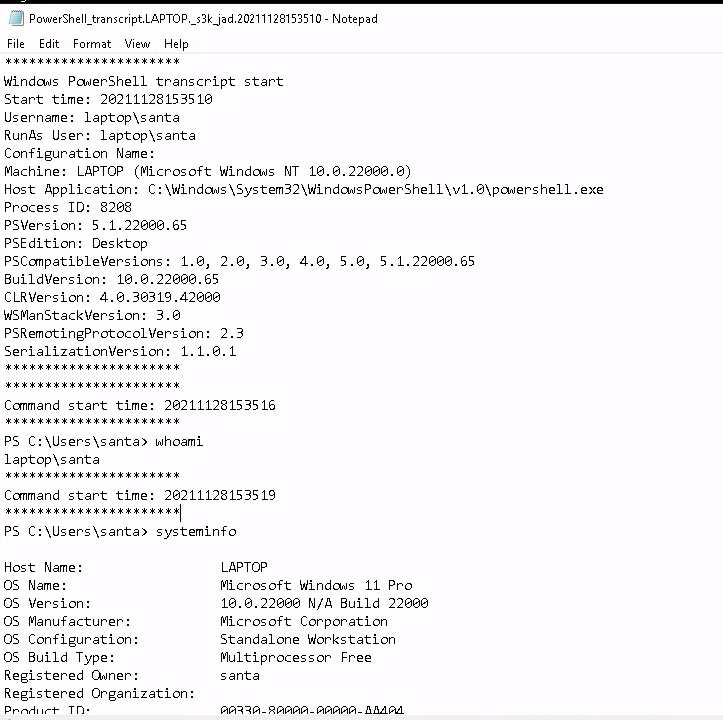 PowerShell_transcript.LAPTOP._s3k_jad.20211128153510 - Notepad
File Edit Format View Help
**********************
Windows PowerShell transcript start
Start time: 20211128153510
Username: laptop\santa
RunAs User: laptop\santa
Configuration Name:
Machine: LAPTOP (Microsoft Windows NT 10.0.22000.0)
Host Application: C:\Windows\System32\WindowsPowerShell\v1.0\powershell.exe
Process ID: 8208
PSVersion: 5.1.22000.65
PSEdition: Desktop
PSCompatibleVersions: 1.0, 2.0, 3.0, 4.0, 5.0, 5.1.22000.65
BuildVersion: 10.0.22000.65
CLRVersion: 4.0.30319.42000
WSManStackVersion: 3.0
PSRemotingProtocolVersion: 2.3
SerializationVersion: 1.1.0.1
**********************
**********************
Command start time: 20211128153516
**********************
PS C:\Users\santa> whoami
laptop\santa
**********************
Command start time: 20211128153519
**********************
PS C:\Users\santa> systeminfo
Host Name: LAPTOP
OS Name: Microsoft Windows 11 Pro
OS Version: 10.0.22000 N/A Build 22000
OS Manufacturer: Microsoft Corporation
OS Configuration: Standalone Workstation
OS Build Type: Multiprocessor Free
Registered Owner: santa
Registered Organization:
Product ID: 00330-80000-00000-AA404